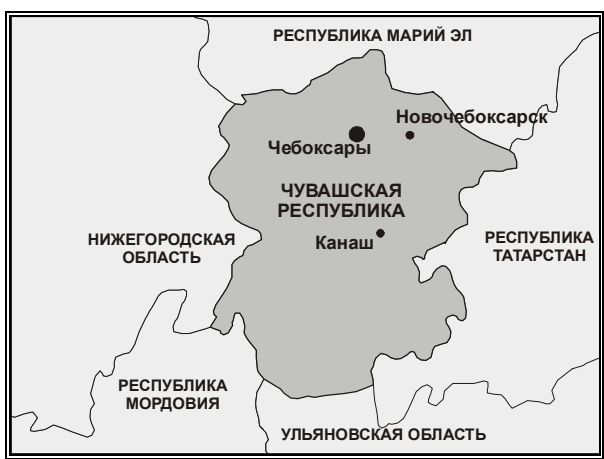 РЕСПУБЛИКА МАРИЙ ЭЛ
Новочебоксарск
Чебоксары
ЧУВАШСКАЯ
РЕСПУБЛИКА
Канаш
НИЖЕГОРОДСКАЯ
ОБЛАСТЬ
РЕСПУБЛИКА
ТАТАРСТАН
РЕСПУБЛИКА
МОРДОВИЯ
УЛЬЯНОВСКАЯ ОБЛАСТЬ